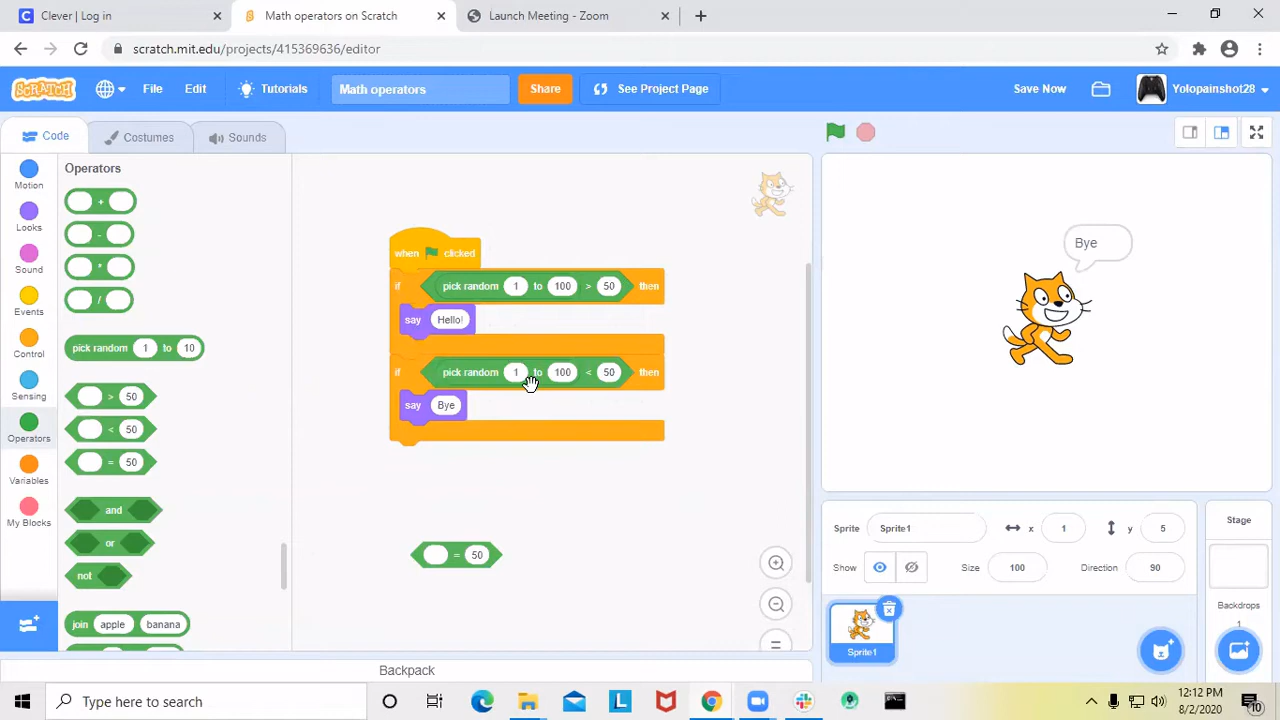 Clever | Log in
Math operators on Scratch
Launch Meeting - Zoom
scratch.mit.edu/projects/415369636/editor
SCRATCH
File
Edit
Tutorials
Math operators
Share
See Project Page
Save Now
Yolopainshot28
Code
Costumes
Sounds
Motion
Looks
Sound
Events
Control
Sensing
Operators
Variables
My Blocks
Operators
+
-
*
/
pick random 1 to 10
> 50
< 50
= 50
and
or
not
join apple banana
when clicked
if pick random 1 to 100 > 50 then
say Hello!
if pick random 1 to 100 < 50 then
say Bye
= 50
Bye
Sprite Sprite1 x 1 y 5
Show Size 100 Direction 90
Sprite1
Stage
Backdrops
1
Backpack
Type here to search
12:12 PM
8/2/2020
10